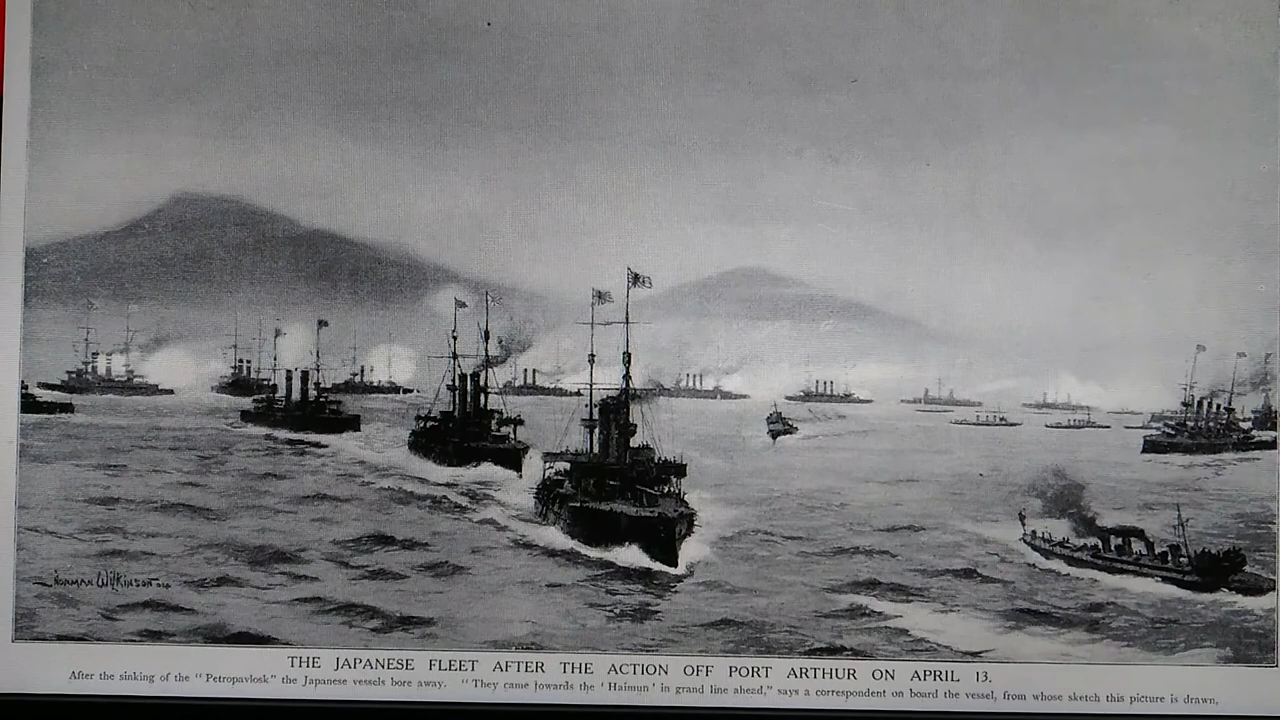 Norman Wilkinson
THE JAPANESE FLEET AFTER THE ACTION OFF PORT ARTHUR ON APRIL 13.
After the sinking of the "Petropavlosk" the Japanese vessels bore away. "They came towards the 'Haimun' in grand line ahead," says a correspondent on board the vessel, from whose sketch this picture is drawn,